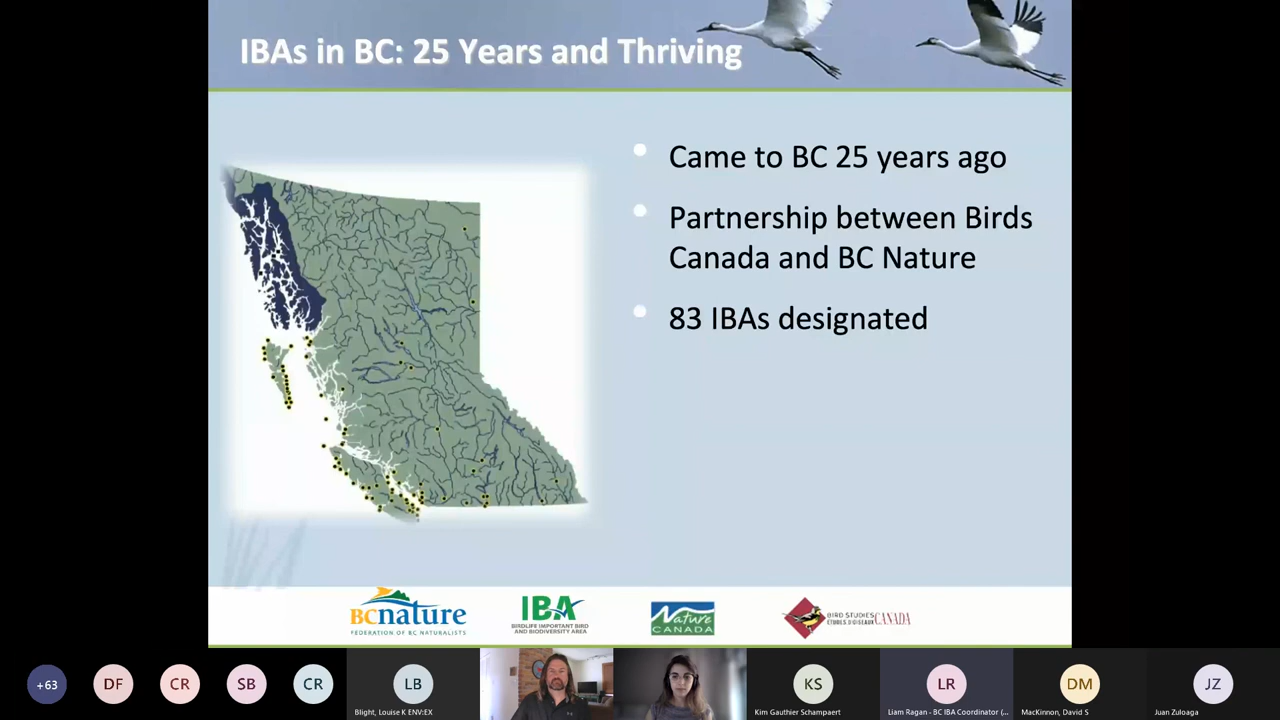 IBAs in BC: 25 Years and Thriving
Came to BC 25 years ago
Partnership between Birds
Canada and BC Nature
83 IBAs designated
BCnature
FEDERATION OF BC NATURALISTS
IBA
BIRDLIFE IMPORTANT BIRD
AND BIODIVERSITY AREA
Nature
CANADA
BIRD STUDIES
ÉTUDES D'OISEAUX CANADA
+63
DF
CR
SB
CR
LB
Blight, Louise K ENV:EX
KS
Kim Gauthier Schampaert
LR
Liam Ragan - BC IBA Coordinator (...
DM
MacKinnon, David S
JZ
Juan Zuloaga